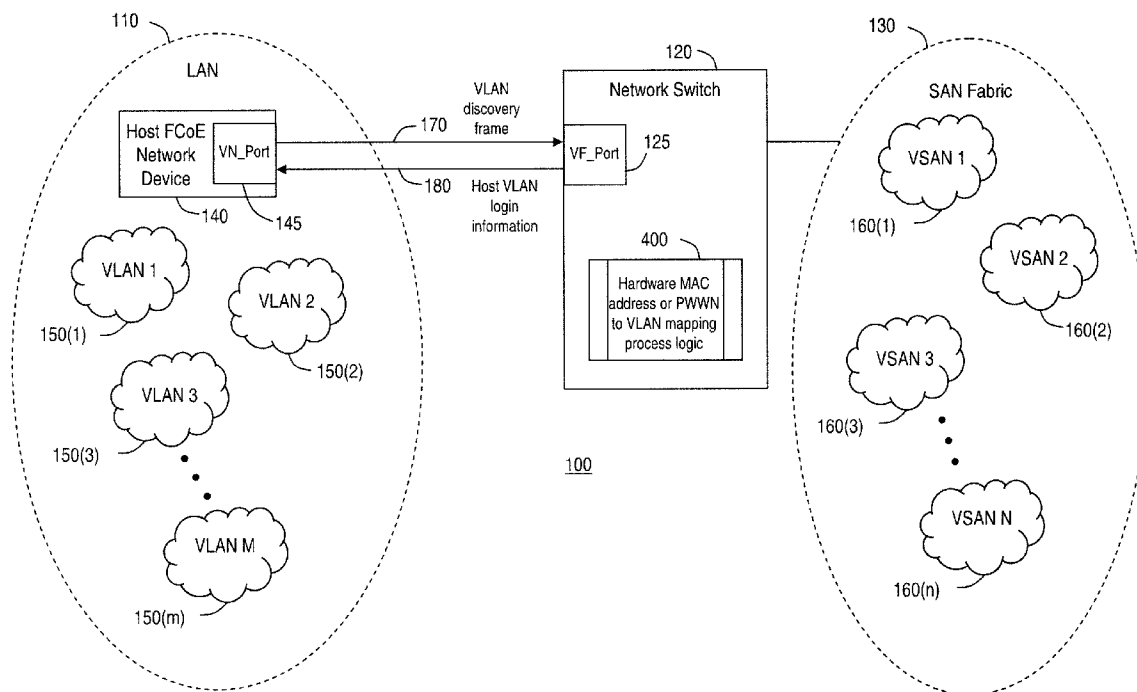 110
LAN
Host FCoE
Network
Device
VN_Port
140
145
VLAN
discovery
frame
170
180
Host VLAN
login
information
120
Network Switch
VF_Port
125
400
Hardware MAC
address or PWWN
to VLAN mapping
process logic
130
SAN Fabric
VSAN 1
160(1)
VSAN 2
160(2)
VSAN 3
160(3)
VSAN N
160(n)
VLAN 1
150(1)
VLAN 2
150(2)
VLAN 3
150(3)
VLAN M
150(m)
100